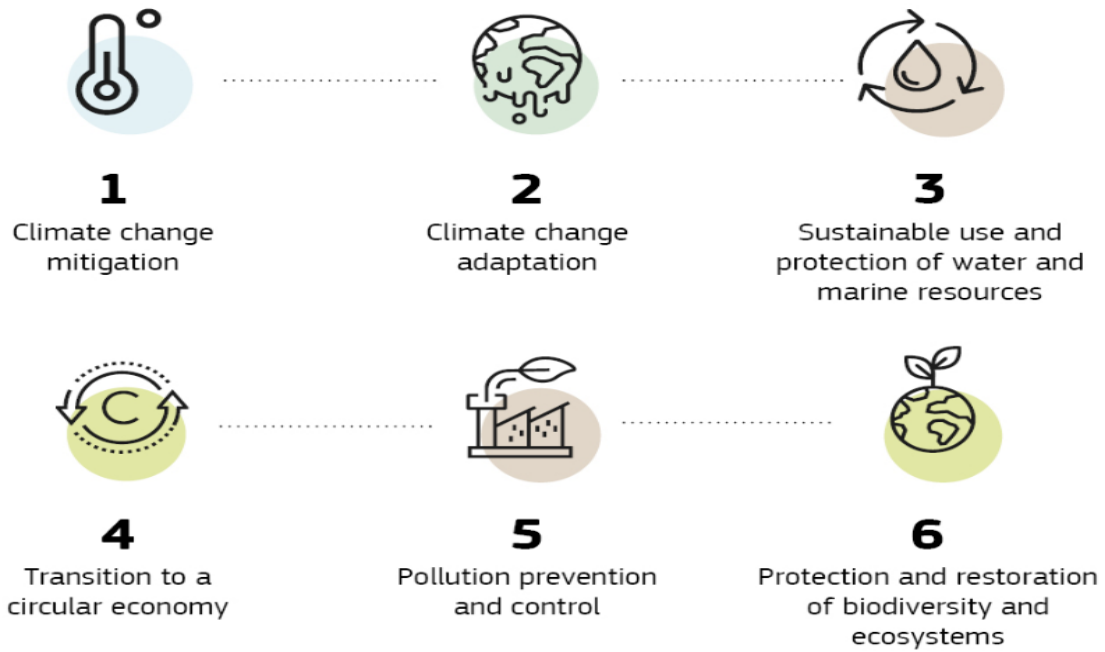 1
Climate change
mitigation
2
Climate change
adaptation
3
Sustainable use and
protection of water and
marine resources
4
Transition to a
circular economy
5
Pollution prevention
and control
6
Protection and restoration
of biodiversity and
ecosystems